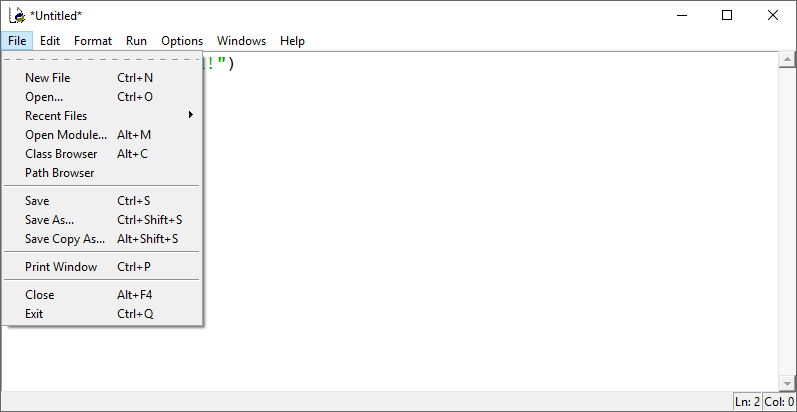 *Untitled*
File Edit Format Run Options Windows Help
!")
New File Ctrl+N
Open... Ctrl+O
Recent Files
Open Module... Alt+M
Class Browser Alt+C
Path Browser
Save Ctrl+S
Save As... Ctrl+Shift+S
Save Copy As... Alt+Shift+S
Print Window Ctrl+P
Close Alt+F4
Exit Ctrl+Q
Ln: 2 Col: 0